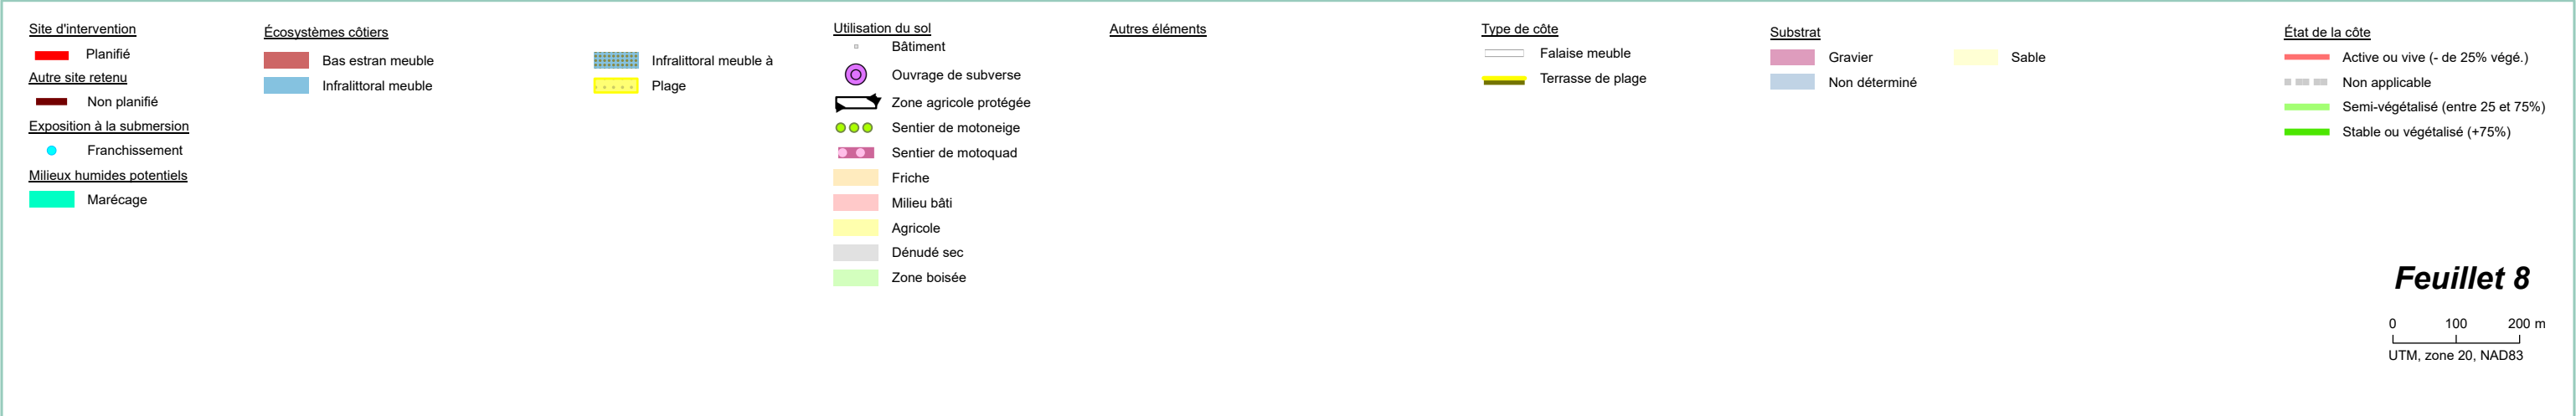 Site d'intervention
Planifié
Autre site retenu
Non planifié
Exposition à la submersion
Franchissement
Milieux humides potentiels
Marécage
Écosystèmes côtiers
Bas estran meuble
Infralittoral meuble
Infralittoral meuble à
Plage
Utilisation du sol
Bâtiment
Ouvrage de subverse
Zone agricole protégée
Sentier de motoneige
Sentier de motoquad
Friche
Milieu bâti
Agricole
Dénudé sec
Zone boisée
Autres éléments
Type de côte
Falaise meuble
Terrasse de plage
Substrat
Gravier
Non déterminé
Sable
État de la côte
Active ou vive (- de 25% végé.)
Non applicable
Semi-végétalisé (entre 25 et 75%)
Stable ou végétalisé (+75%)
Feuillet 8
0 100 200 m
UTM, zone 20, NAD83